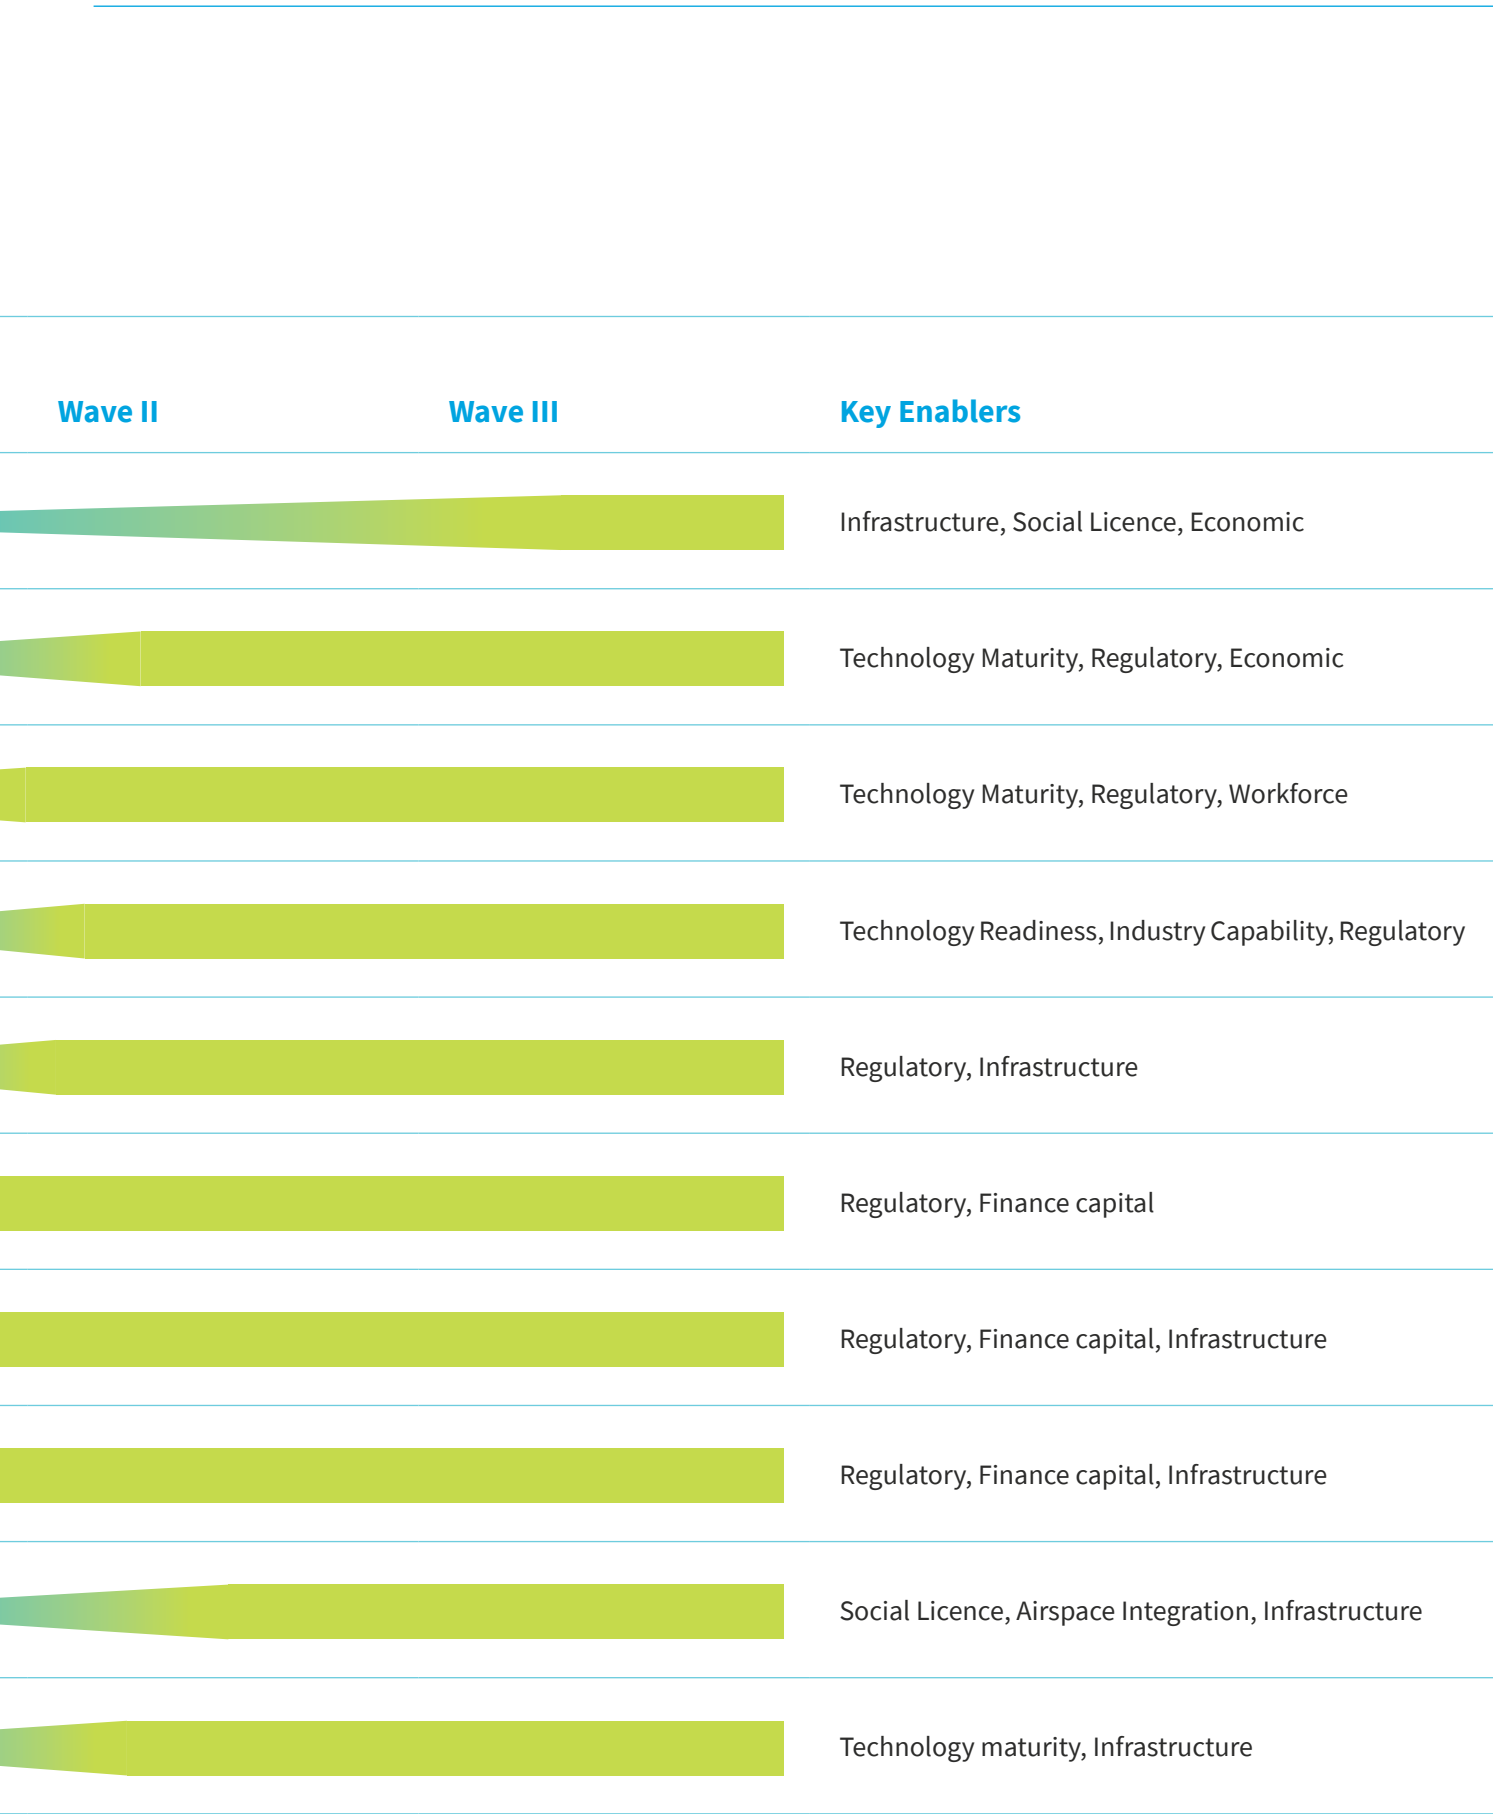 Wave II Wave III Key Enablers
Infrastructure, Social Licence, Economic
Technology Maturity, Regulatory, Economic
Technology Maturity, Regulatory, Workforce
Technology Readiness, Industry Capability, Regulatory
Regulatory, Infrastructure
Regulatory, Finance capital
Regulatory, Finance capital, Infrastructure
Regulatory, Finance capital, Infrastructure
Social Licence, Airspace Integration, Infrastructure
Technology maturity, Infrastructure